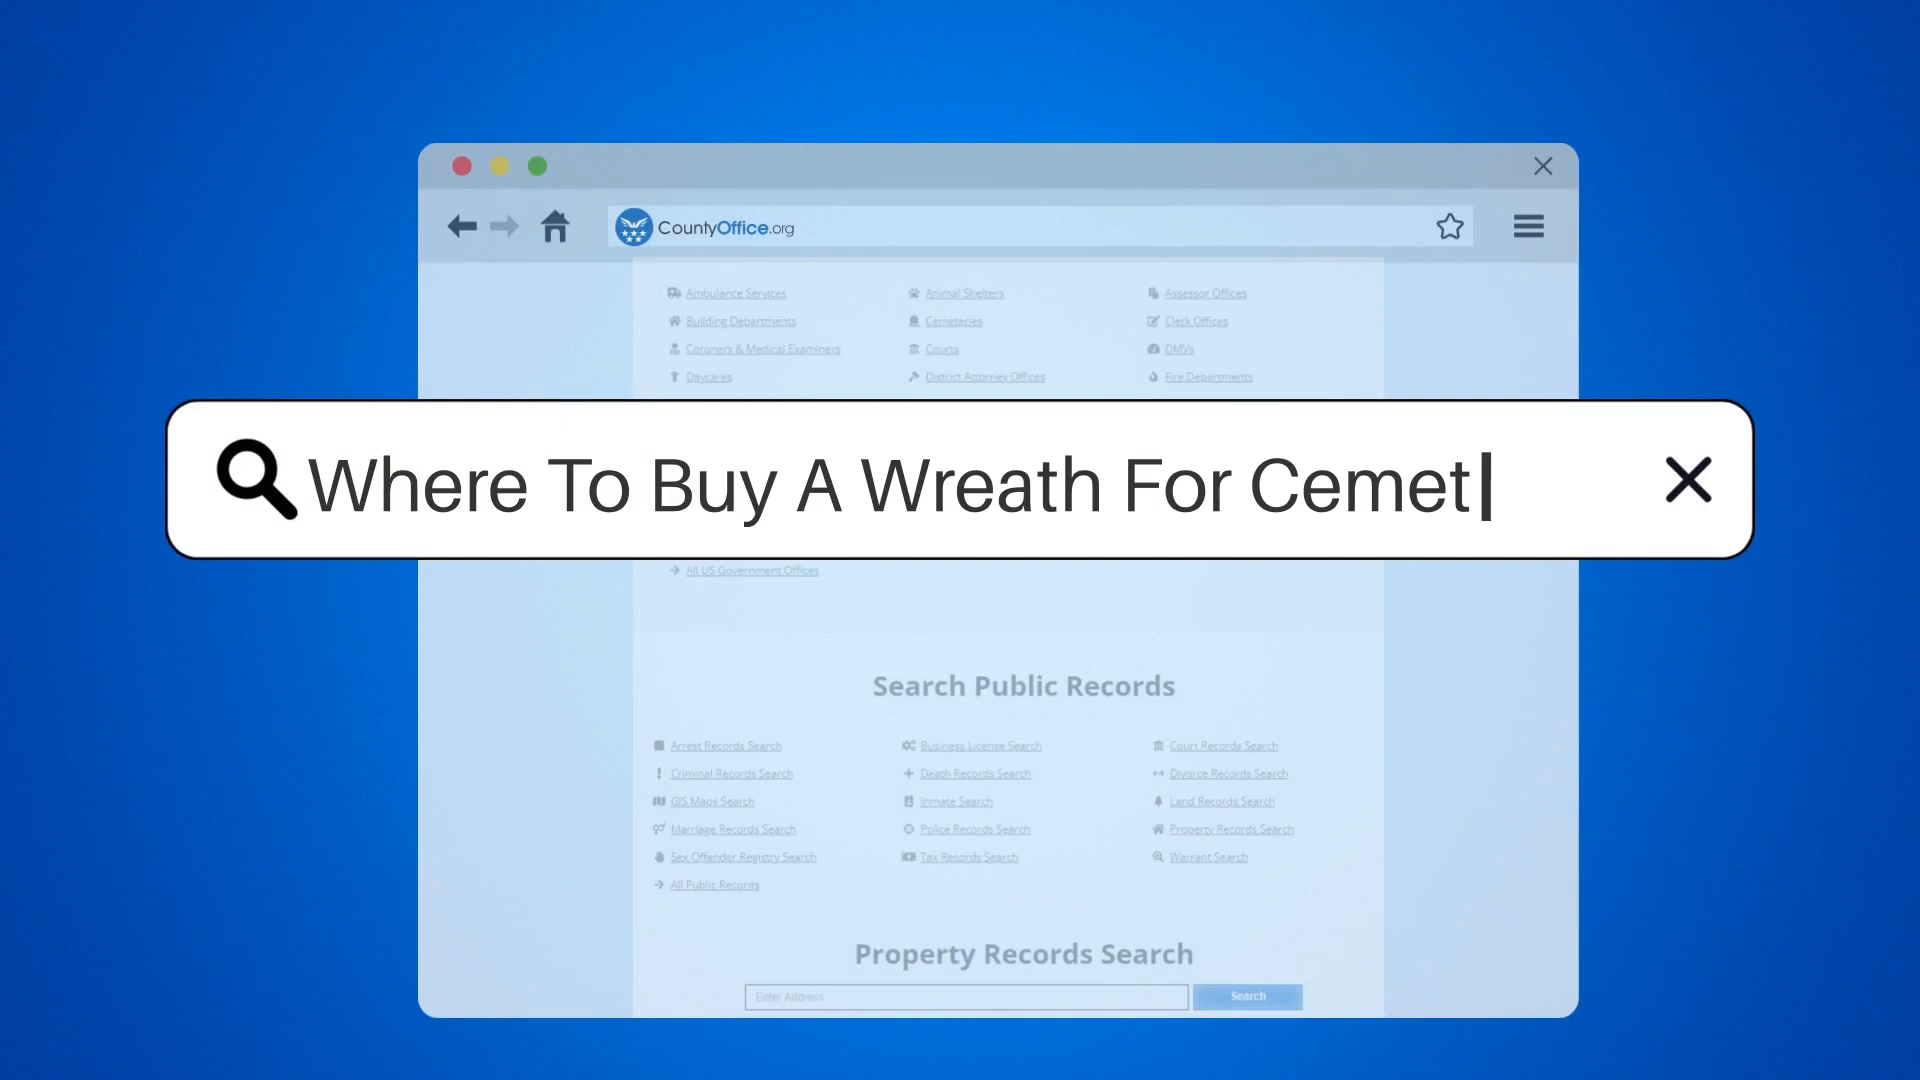 CountyOffice.org
Ambulance Services Animal Shelters Assessor Offices
Building Departments Cemeteries Clerk Offices
Coroners & Medical Examiners Courts DMVs
Daycares District Attorney Offices Fire Departments
Where To Buy A Wreath For Cemet
All US Government Offices
Search Public Records
Arrest Records Search Business License Search Court Records Search
Criminal Records Search Death Records Search Divorce Records Search
GIS Maps Search Inmate Search Land Records Search
Marriage Records Search Police Records Search Property Records Search
Sex Offender Registry Search Tax Records Search Warrant Search
All Public Records
Property Records Search
Enter Address Search